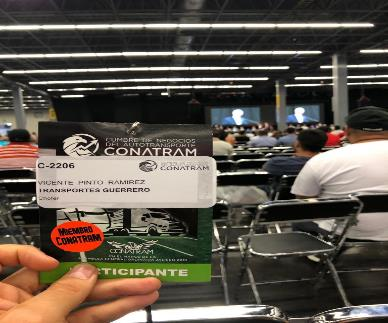 CUMBRE DE NEGOCIOS
DEL AUTOTRANSPORTE
CONATRAM
C-2206
CONATRAM
VICENTE PINTO RAMIREZ
TRANSPORTES GUERRERO
MIEMBRO
CONATRAM
CONATRAM
PARTICIPANTE